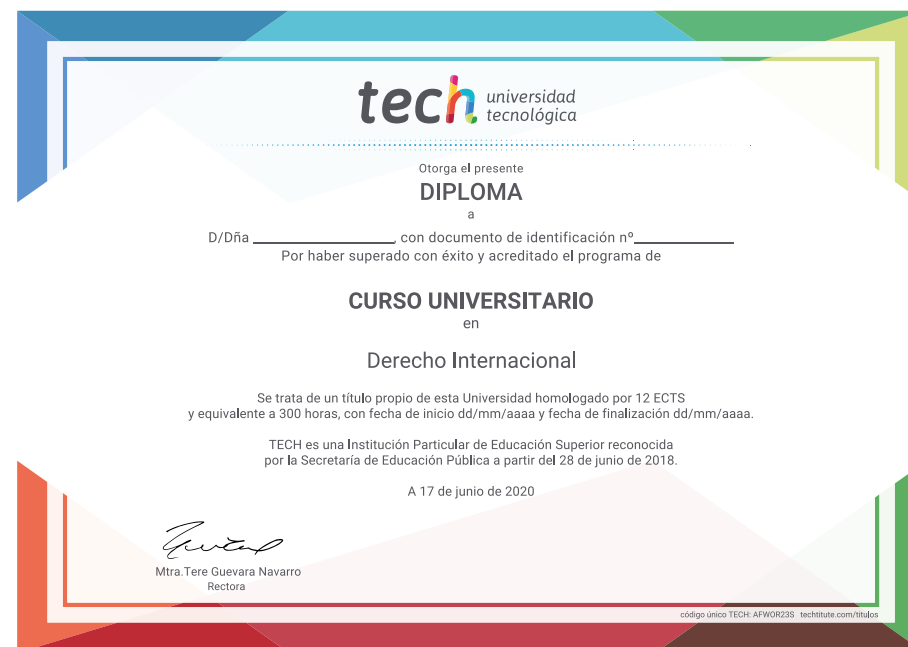 tech universidad
tecnológica
Otorga el presente
DIPLOMA
a
D/Dña ____________________, con documento de identificación nº______________
Por haber superado con éxito y acreditado el programa de
CURSO UNIVERSITARIO
en
Derecho Internacional
Se trata de un título propio de esta Universidad homologado por 12 ECTS
y equivalente a 300 horas, con fecha de inicio dd/mm/aaaa y fecha de finalización dd/mm/aaaa.
TECH es una Institución Particular de Educación Superior reconocida
por la Secretaría de Educación Pública a partir del 28 de junio de 2018.
A 17 de junio de 2020
Mtra.Tere Guevara Navarro
Rectora
código único TECH: AFWOR23S techtitute.com/titulos